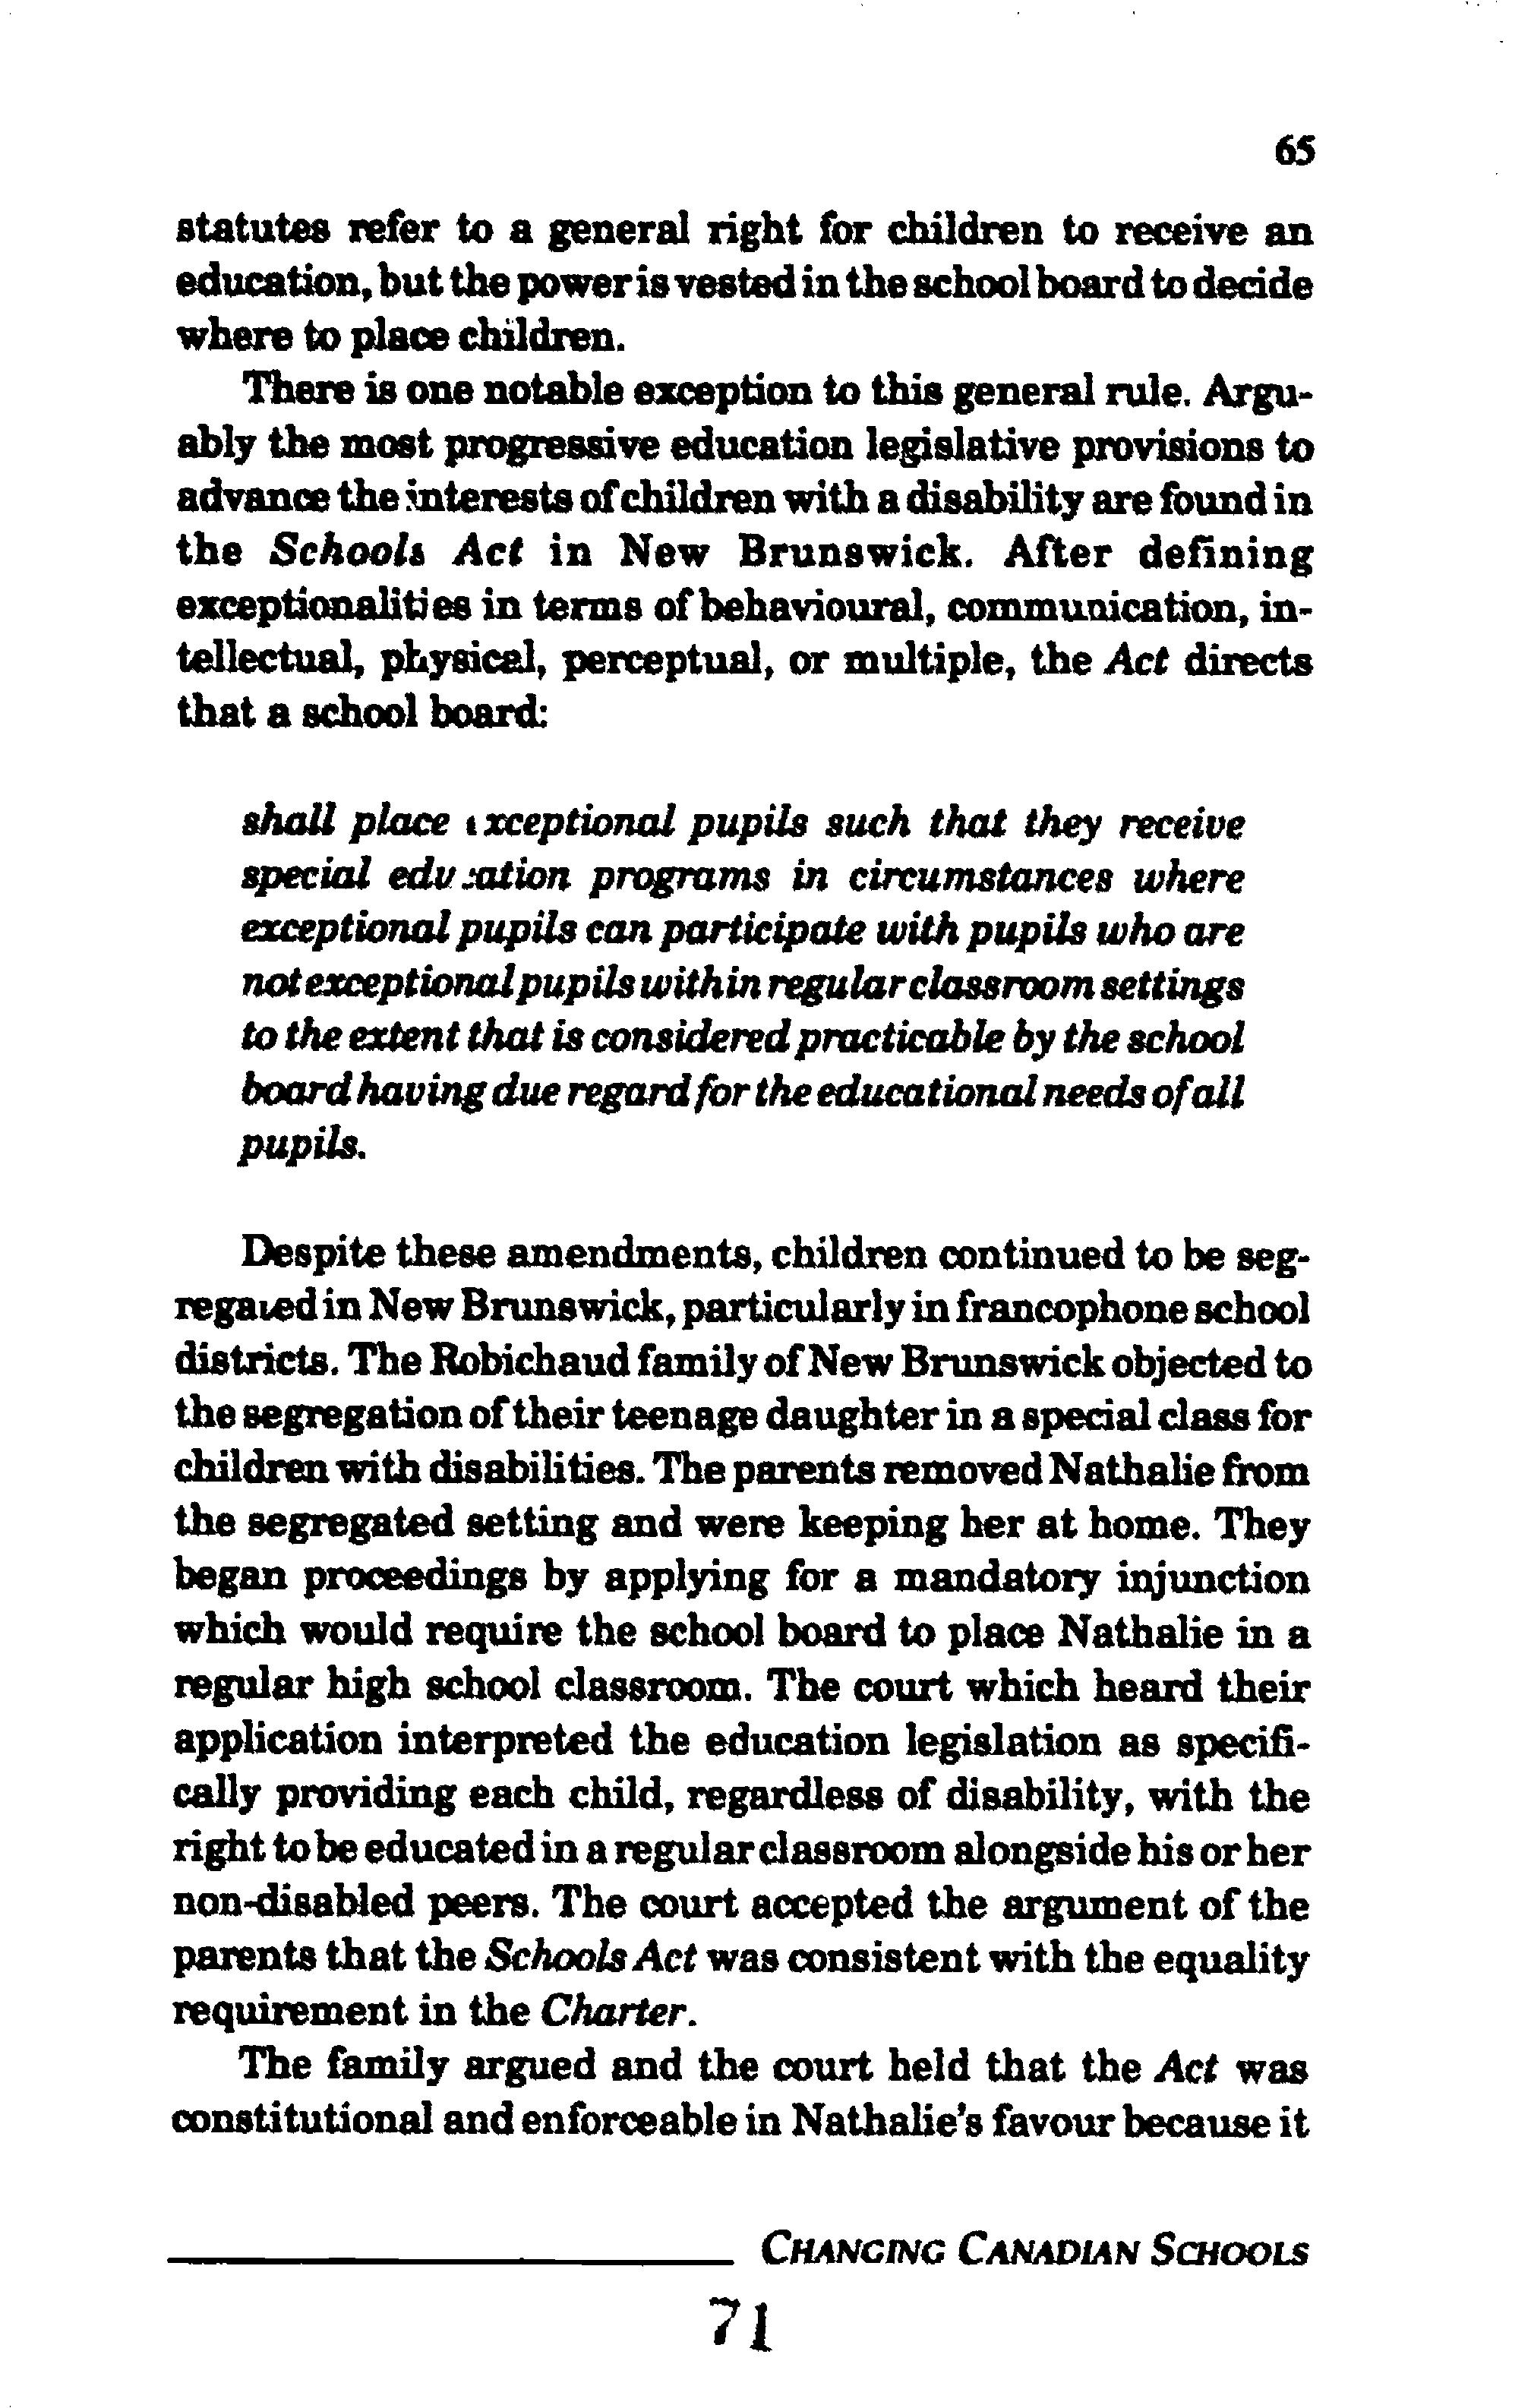 65
statutes refer to a general right for children to receive an
education, but the power is vested in the school board to decide
where to place children.
There is one notable exception to this general rule. Argu-
ably the most progressive education legislative provisions to
advance the interests of children with a disability are found in
the Schools Act in New Brunswick. After defining
exceptionalities in terms of behavioural, communication, in-
tellectual, physical, perceptual, or multiple, the Act directs
that a school board:
shall place exceptional pupils such that they receive
special education programs in circumstances where
exceptional pupils can participate with pupils who are
not exceptional pupils within regular classroom settings
to the extent that is considered practicable by the school
board having due regard for the educational needs of all
pupils.
Despite these amendments, children continued to be seg-
regated in New Brunswick, particularly in francophone school
districts. The Robichaud family of New Brunswick objected to
the segregation of their teenage daughter in a special class for
children with disabilities. The parents removed Nathalie from
the segregated setting and were keeping her at home. They
began proceedings by applying for a mandatory injunction
which would require the school board to place Nathalie in a
regular high school classroom. The court which heard their
application interpreted the education legislation as specifi-
cally providing each child, regardless of disability, with the
right to be educated in a regular classroom alongside his or her
non-disabled peers. The court accepted the argument of the
parents that the Schools Act was consistent with the equality
requirement in the Charter.
The family argued and the court held that the Act was
constitutional and enforceable in Nathalie's favour because it
CHANGING CANADIAN SCHOOLS
71